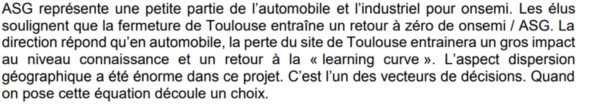 ASG représente une petite partie de l'automobile et l'industriel pour onsemi. Les élus
soulignent que la fermeture de Toulouse entraîne un retour à zéro de onsemi / ASG. La
direction répond qu'en automobile, la perte du site de Toulouse entrainera un gros impact
au niveau connaissance et un retour à la « learning curve ». L'aspect dispersion
géographique a été énorme dans ce projet. C'est l'un des vecteurs de décisions. Quand
on pose cette équation découle un choix.